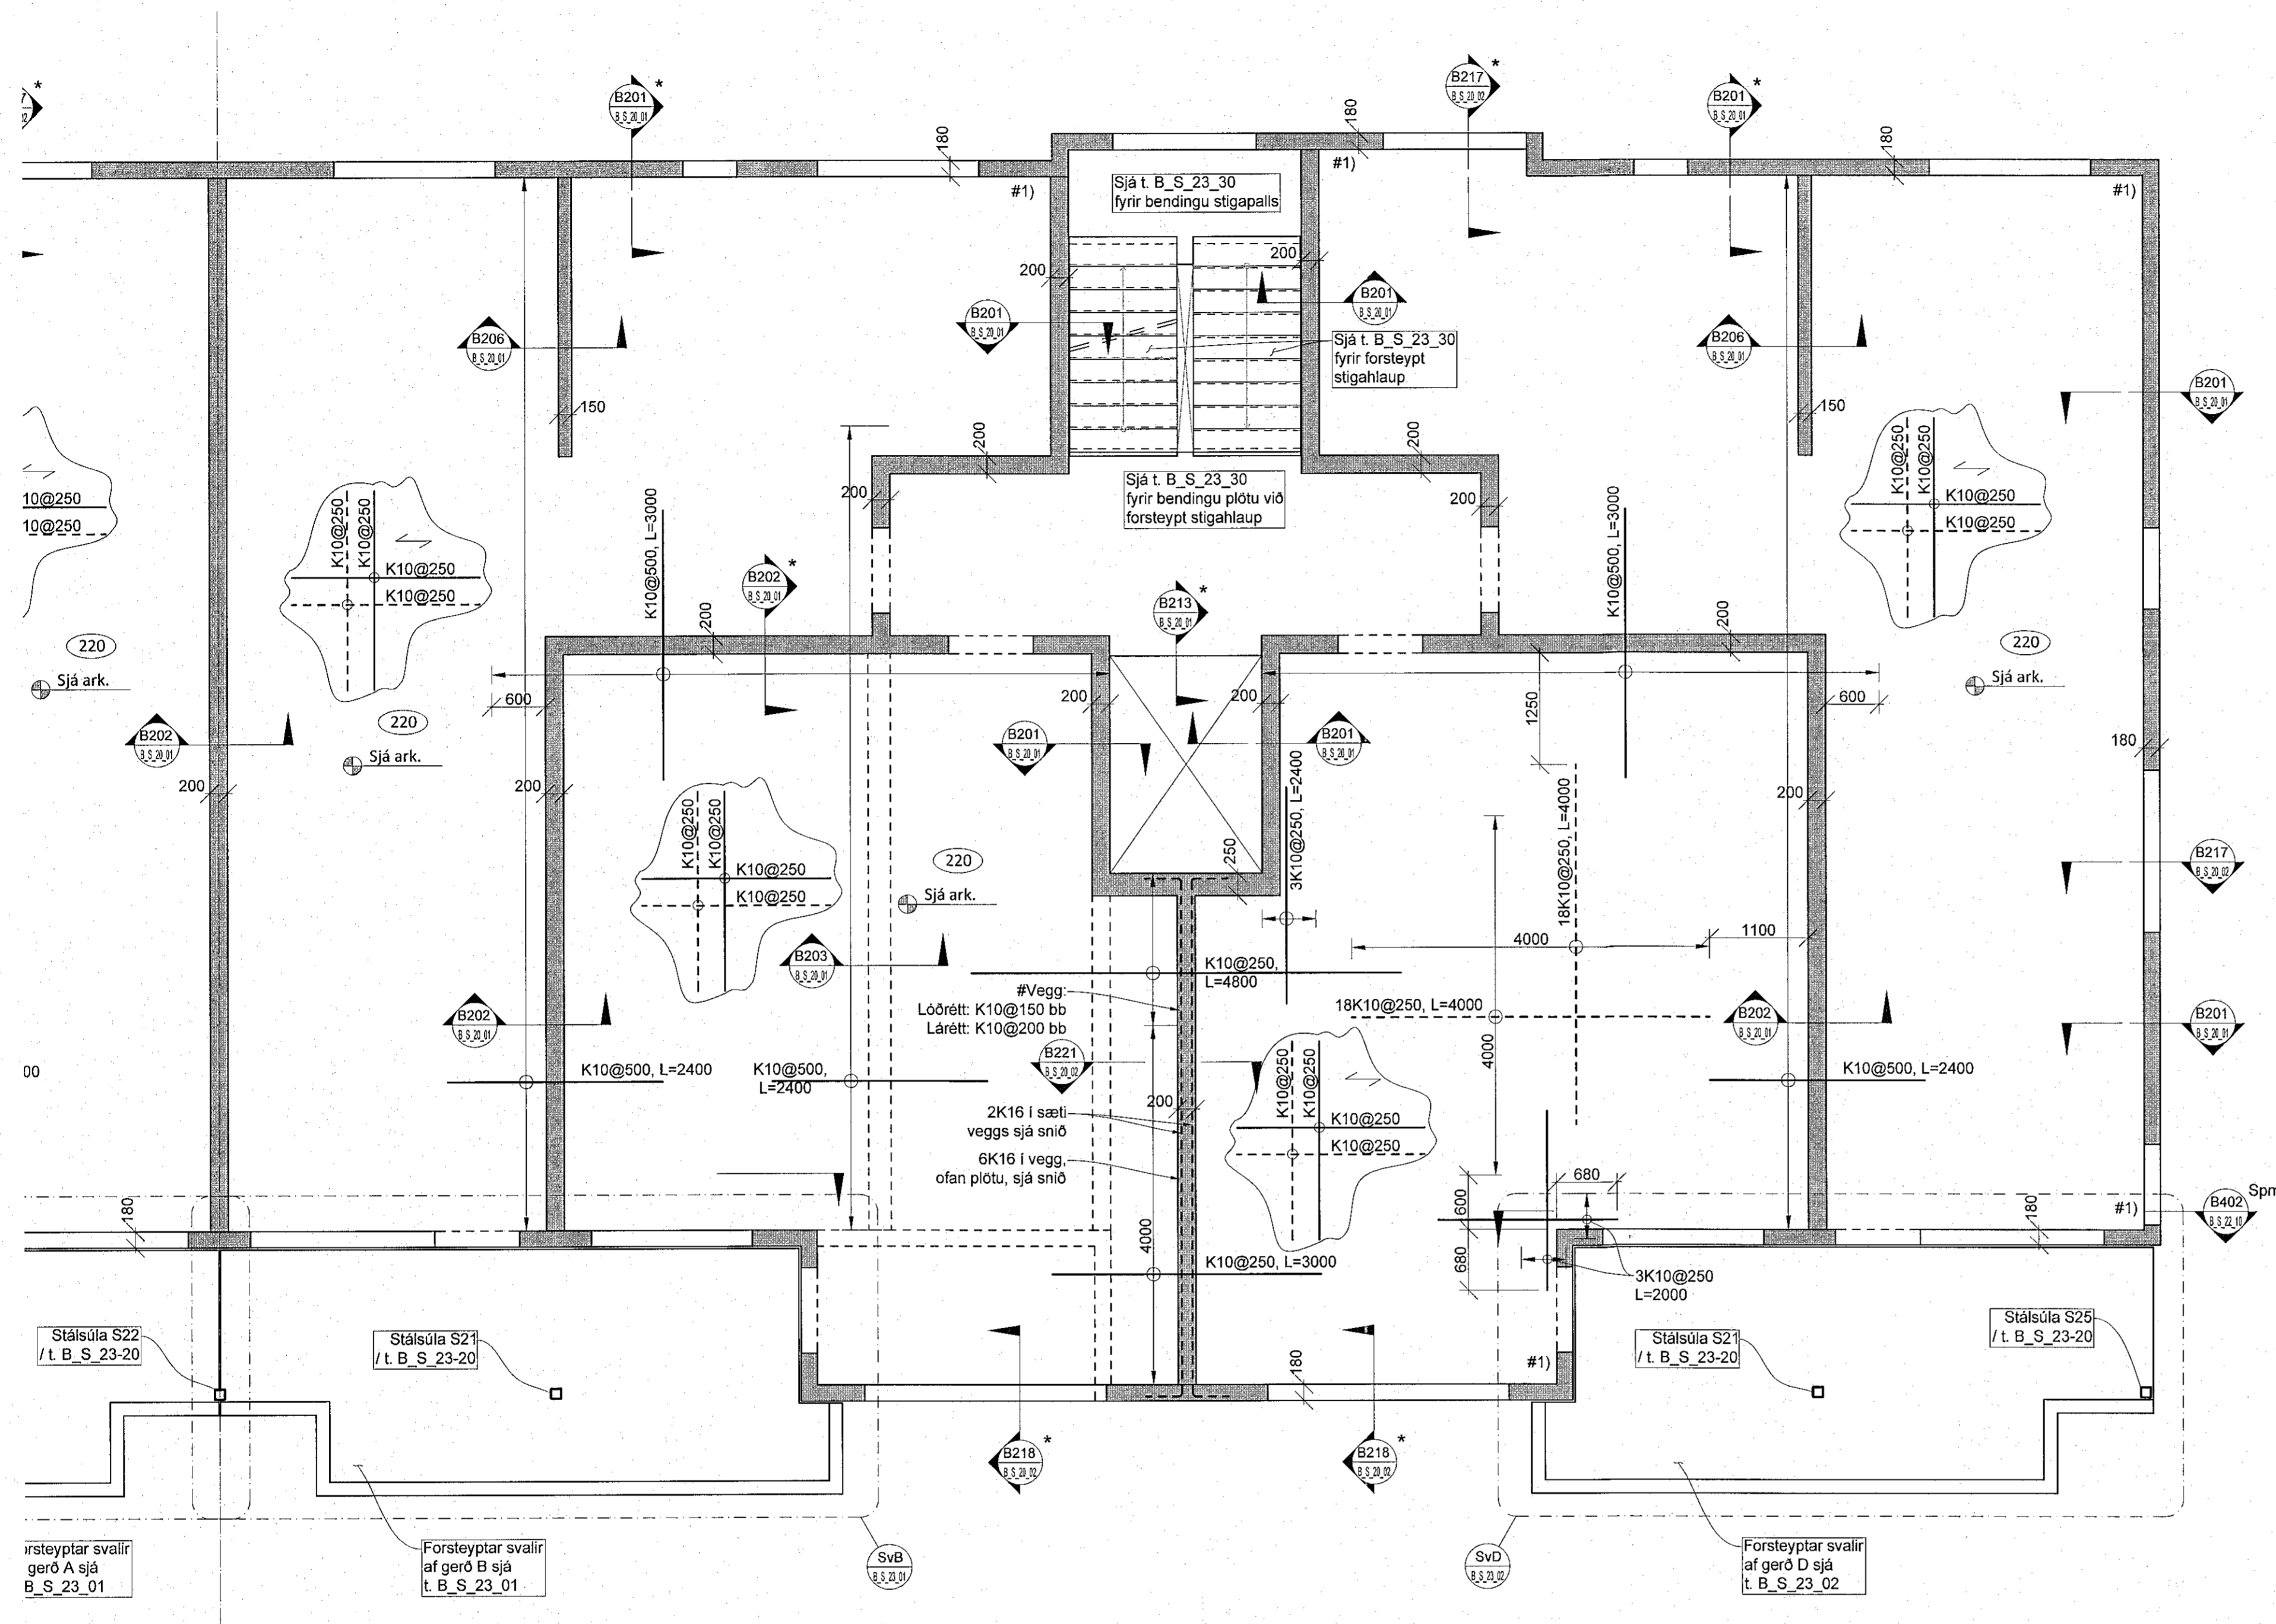 B201
B_S_20_01
*
B217
B_S_20_02
*
B201
B_S_20_01
*
*
180
180
180
#1)
#1)
#1)
Sjá t. B_S_23_30
fyrir bendingu stigapalls
200
200
B201
B_S_20_01
B201
B_S_20_01
B206
B_S_20_01
B206
B_S_20_01
Sjá t. B_S_23_30
fyrir forsteypt
stigahlaup
150
150
B201
B_S_20_01
200
200
Sjá t. B_S_23_30
fyrir bendingu plötu við
forsteypt stigahlaup
200
200
K10@500, L=3000
K10@500, L=3000
10@250
10@250
K10@250
K10@250
K10@250
K10@250
K10@250
K10@250
K10@250
K10@250
B202
B_S_20_01
*
B213
B_S_20_01
*
200
200
220
Sjá ark.
220
Sjá ark.
220
Sjá ark.
600
200
200
1250
600
B202
B_S_20_01
B201
B_S_20_01
B201
B_S_20_01
180
200
200
200
3K10@250, L=2400
18K10@250, L=4000
K10@250
K10@250
K10@250
K10@250
220
Sjá ark.
250
B217
B_S_20_02
4000
1100
B203
B_S_20_01
K10@250,
L=4800
#Vegg:
Lóðrétt: K10@150 bb
Lárétt: K10@200 bb
18K10@250, L=4000
4000
B202
B_S_20_01
B202
B_S_20_01
B201
B_S_20_01
B221
B_S_20_02
00
K10@500, L=2400
K10@500,
L=2400
K10@500, L=2400
200
2K16 í sæti
veggs sjá snið
6K16 í vegg,
ofan plötu, sjá snið
K10@250
K10@250
K10@250
K10@250
680
600
680
180
180
#1)
B402
B_S_22_10
Spm
4000
K10@250, L=3000
3K10@250
L=2000
Stálsúla S22
/ t. B_S_23-20
Stálsúla S21
/ t. B_S_23-20
180
#1)
Stálsúla S21
/ t. B_S_23-20
Stálsúla S25
/ t. B_S_23-20
B218
B_S_20_02
*
B218
B_S_20_02
*
rsteyptar svalir
gerð A sjá
B_S_23_01
Forsteyptar svalir
af gerð B sjá
t. B_S_23_01
SvB
B_S_23_01
SvD
B_S_23_02
Forsteyptar svalir
af gerð D sjá
t. B_S_23_02